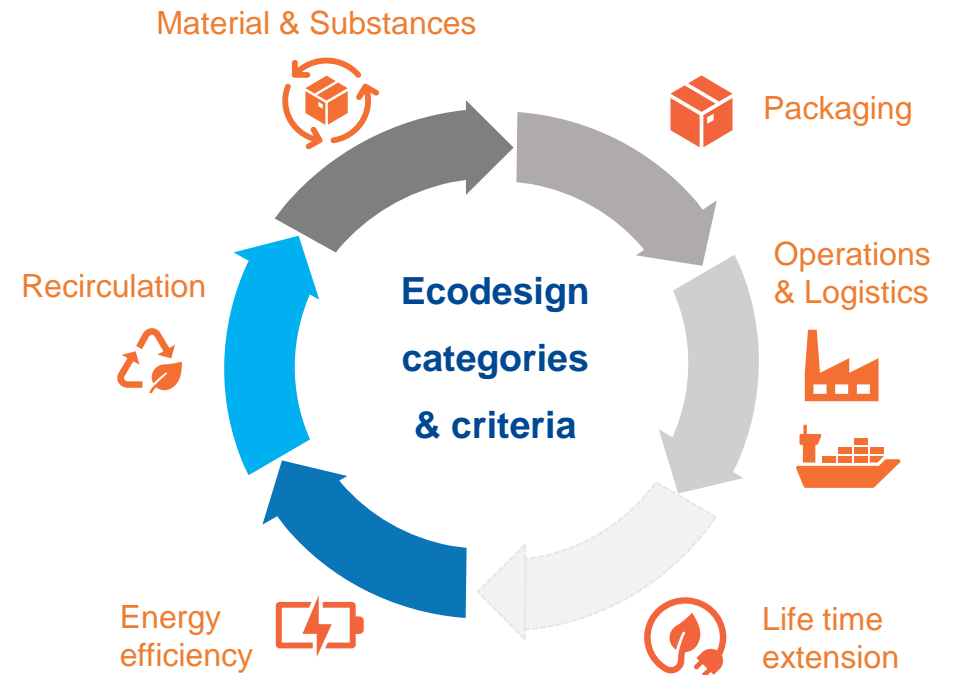 Material & Substances
Packaging
Operations
& Logistics
Recirculation
Ecodesign
categories
& criteria
Energy
efficiency
Life time
extension